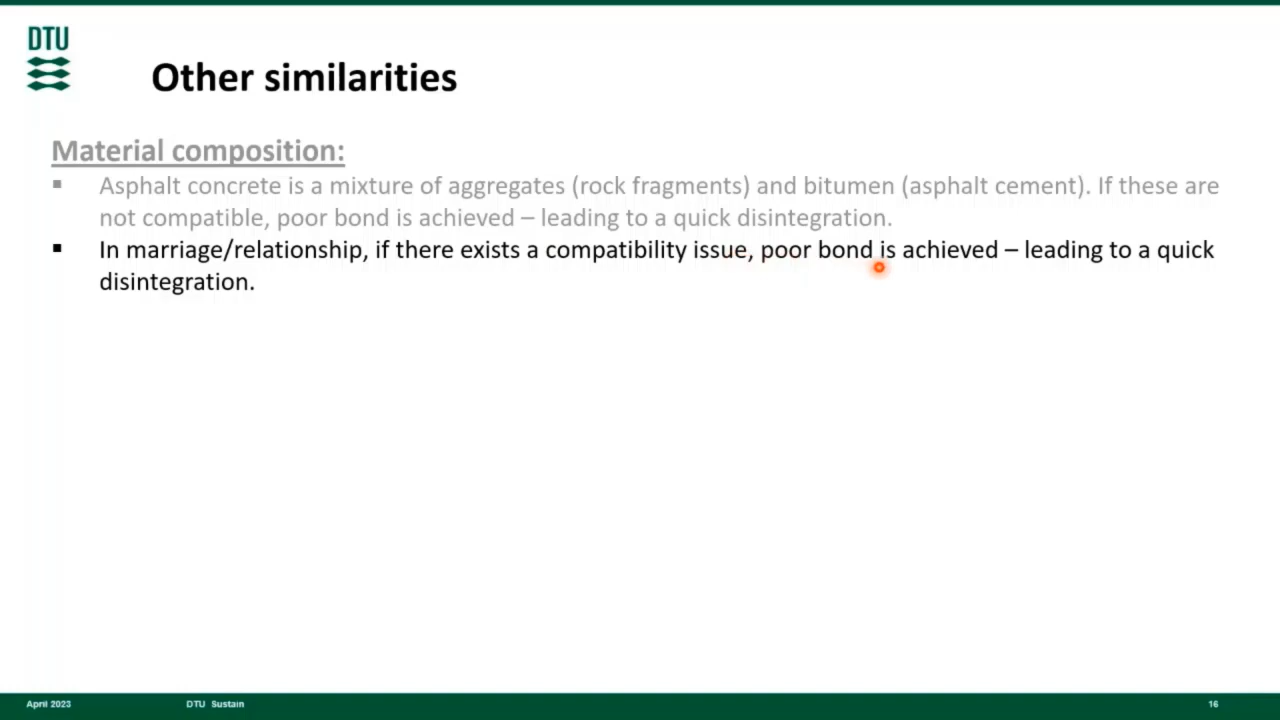 DTU
Other similarities
Material composition:
▪ Asphalt concrete is a mixture of aggregates (rock fragments) and bitumen (asphalt cement). If these are
not compatible, poor bond is achieved – leading to a quick disintegration.
▪ In marriage/relationship, if there exists a compatibility issue, poor bond is achieved – leading to a quick
disintegration.
April 2023 DTU Sustain 16